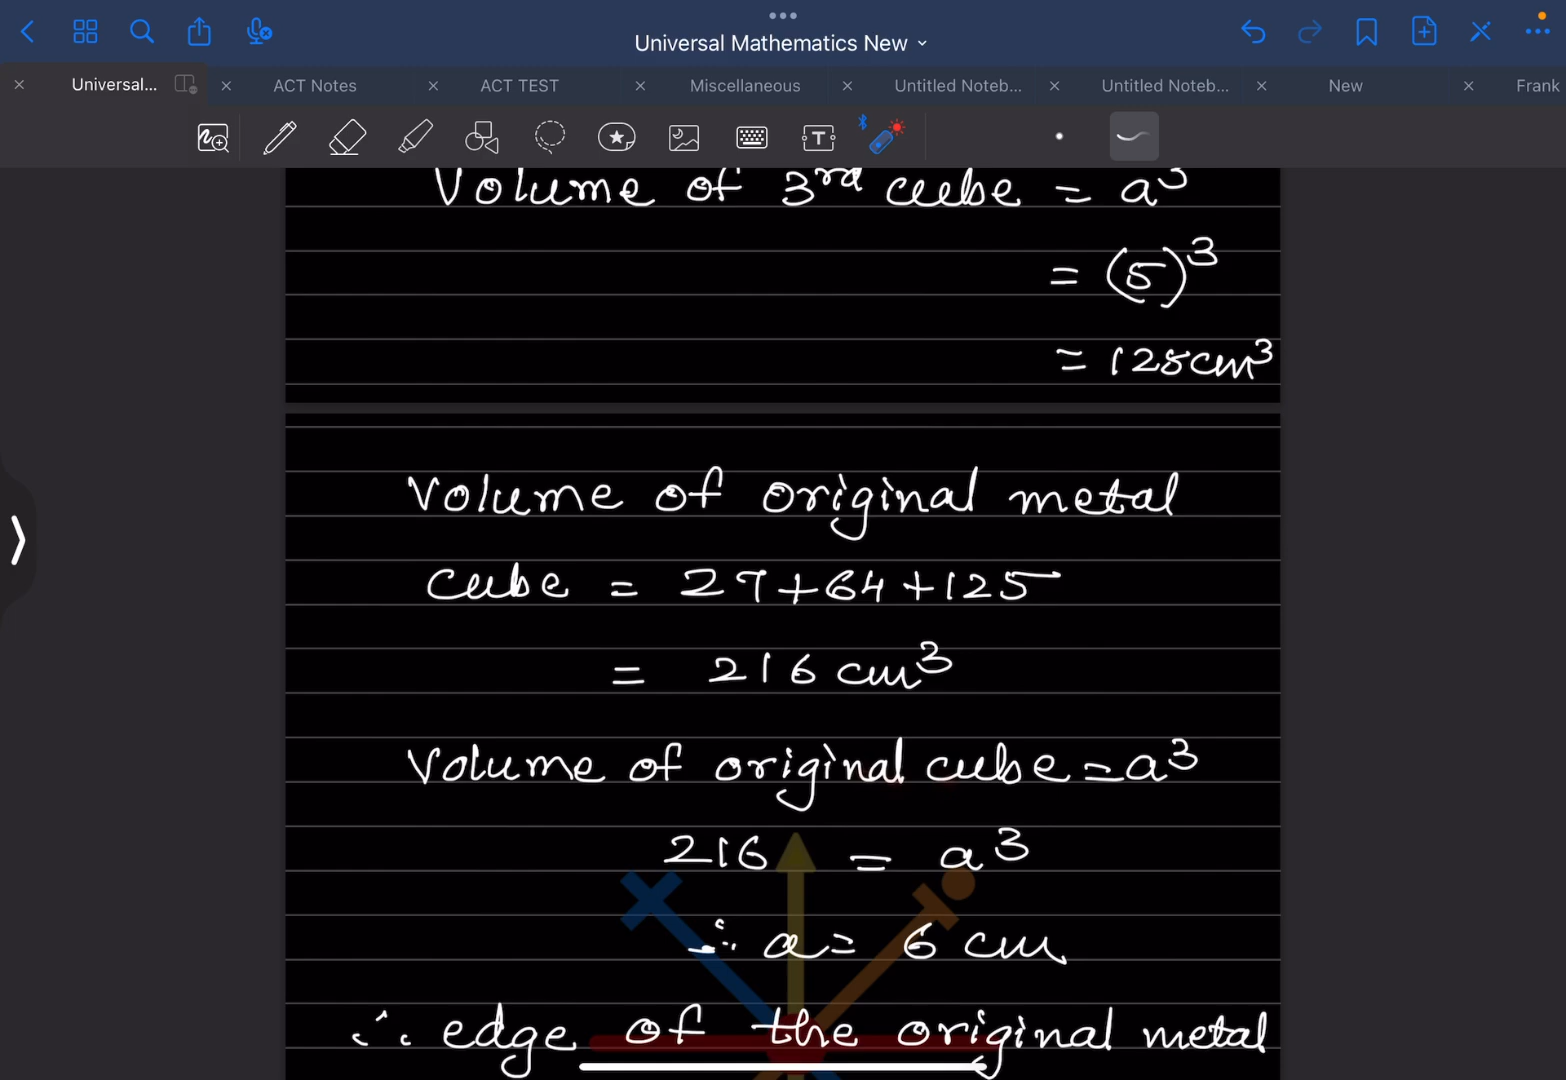 Universal Mathematics New
Universal...
ACT Notes
ACT TEST
Miscellaneous
Untitled Noteb...
Untitled Noteb...
New
Frank
T
Volume of 3rd cube = a³
= (5)³
= 125cm³
Volume of original metal
cube = 27+64+125
= 216 cm³
Volume of original cube = a³
216 = a³
∴ a = 6 cm
∴ edge of the original metal